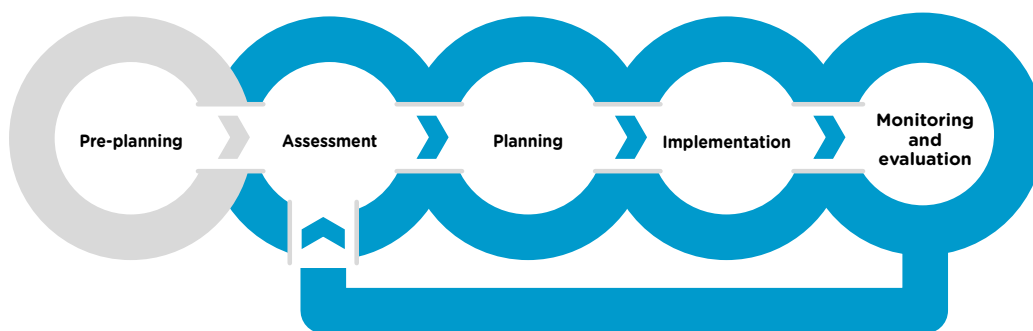 Pre-planning
Assessment
Planning
Implementation
Monitoring
and
evaluation